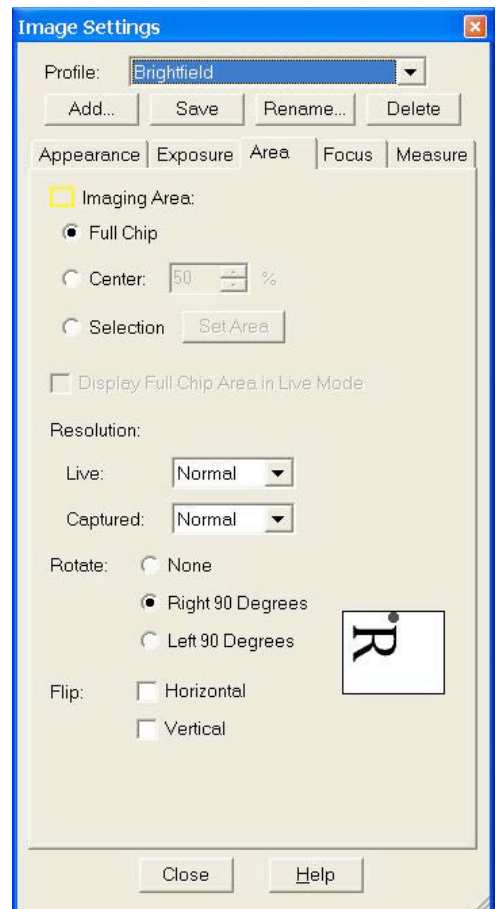 Image Settings
Profile: Brightfield
Add... Save Rename... Delete
Appearance Exposure Area Focus Measure
Imaging Area:
Full Chip
Center: 50 %
Selection Set Area
Display Full Chip Area in Live Mode
Resolution:
Live: Normal
Captured: Normal
Rotate: None
Right 90 Degrees
Left 90 Degrees
R
Flip: Horizontal
Vertical
Close Help